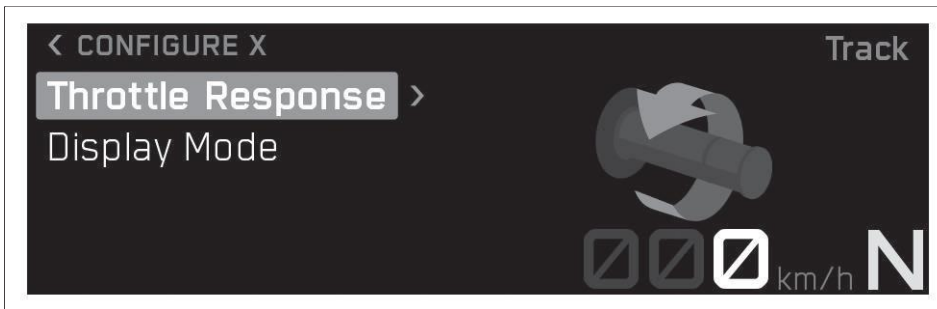 < CONFIGURE X
Track
Throttle Response >
Display Mode
000 km/h N